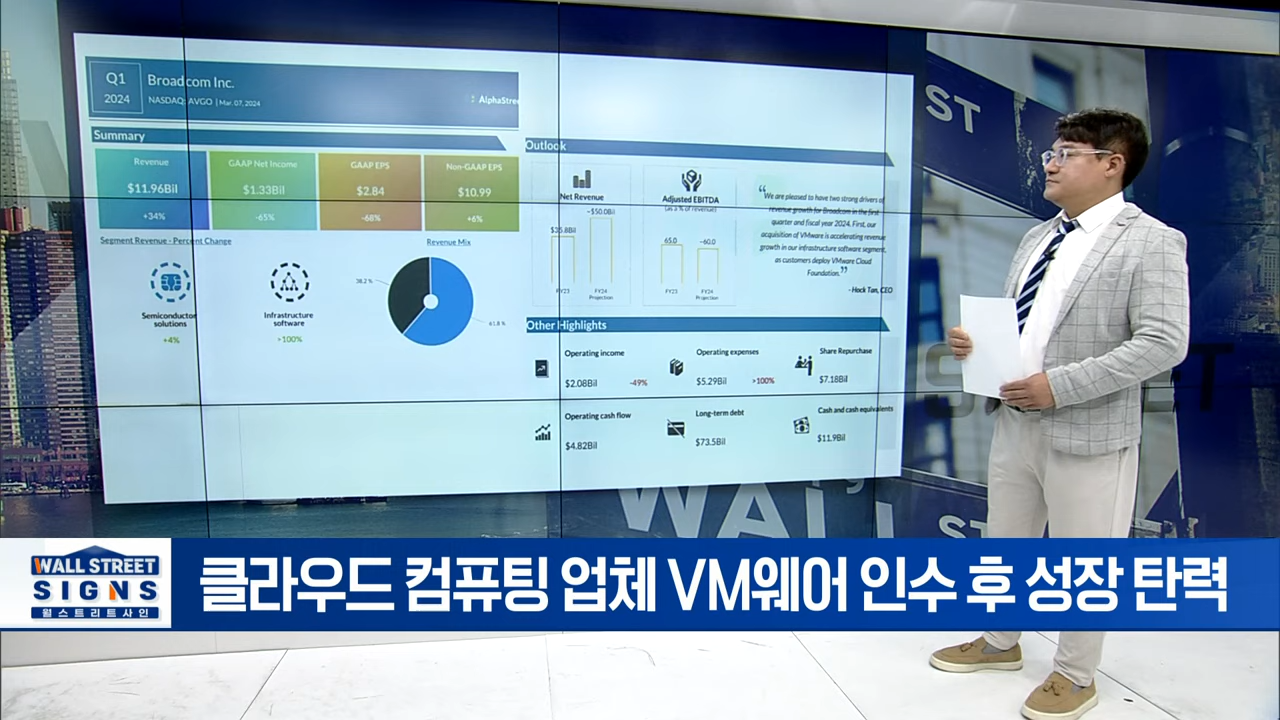 Q1
2024
Broadcom Inc.
NASDAQ: AVGO | Mar. 07, 2024
AlphaStree
Summary
Revenue
$11.96Bil
+34%
GAAP Net Income
$1.33Bil
-65%
GAAP EPS
$2.84
-68%
Non-GAAP EPS
$10.99
+6%
Segment Revenue - Percent Change
Semiconductor
solutions
+4%
Infrastructure
software
>100%
Revenue Mix
38.2 %
61.8 %
Outlook
Net Revenue
~$50.0Bil
$35.8Bil
FY23
FY24
Projection
Adjusted EBITDA
(as a % of revenues)
65.0
~60.0
FY23
FY24
Projection
“We are pleased to have two strong drivers of
revenue growth for Broadcom in the first
quarter and fiscal year 2024. First, our
acquisition of VMware is accelerating revenue
growth in our infrastructure software segment,
as customers deploy VMware Cloud
Foundation.”
- Hock Tan, CEO
Other Highlights
Operating income
$2.08Bil -49%
Operating expenses
$5.29Bil >100%
Share Repurchase
$7.18Bil
Operating cash flow
$4.82Bil
Long-term debt
$73.5Bil
Cash and cash equivalents
$11.9Bil
ST
WALL
ST
WALL STREET
SIGNS
월스트리트사인
클라우드 컴퓨팅 업체 VM웨어 인수 후 성장 탄력